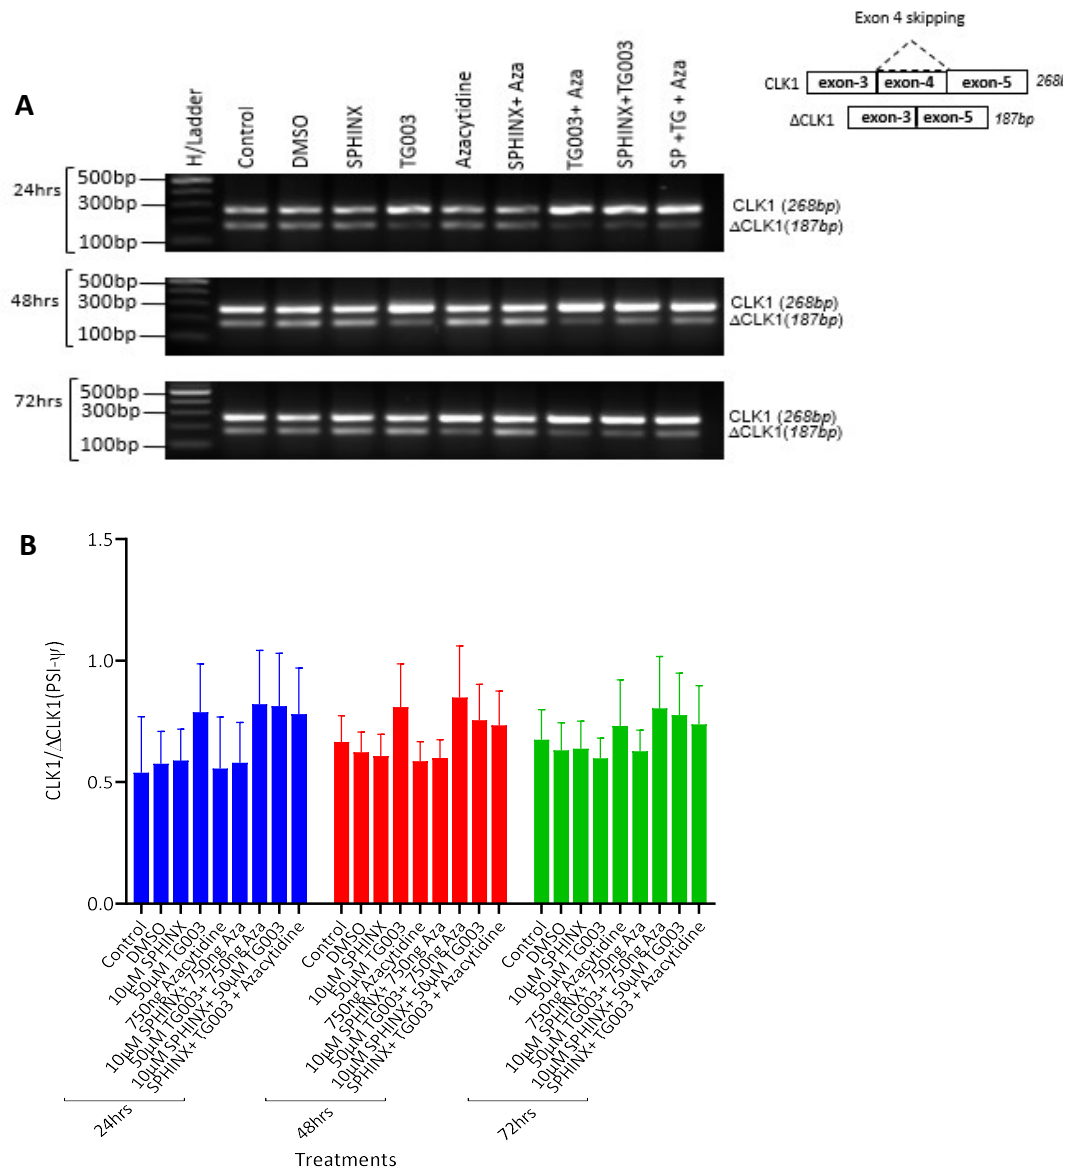 Exon 4 skipping
CLK1 exon-3 exon-4 exon-5
ΔCLK1 exon-3 exon-5 187bp
A
H/Ladder
Control
DMSO
SPHINX
TG003
Azacytidine
SPHINX+ Aza
TG003+ Aza
SPHINX+TG003
SP +TG + Aza
24hrs
500bp
300bp
100bp
CLK1 (268bp)
ΔCLK1(187bp)
48hrs
500bp
300bp
100bp
CLK1 (268bp)
ΔCLK1(187bp)
72hrs
500bp
300bp
100bp
CLK1 (268bp)
ΔCLK1(187bp)
B
CLK1/ΔCLK1(PSI-ψ)
1.5
1.0
0.5
0.0
Control
DMSO
10µM SPHINX
50µM TG003
750ng Azacytidine
10µM SPHINX+ 750ng Aza
50µM TG003+ 750ng Aza
10µM SPHINX+ 50µM TG003
SPHINX+ TG003 + Azacytidine
Control
DMSO
10µM SPHINX
50µM TG003
750ng Azacytidine
10µM SPHINX+ 750ng Aza
50µM TG003+ 750ng Aza
10µM SPHINX+ 50µM TG003
SPHINX+ TG003 + Azacytidine
Control
DMSO
10µM SPHINX
50µM TG003
750ng Azacytidine
10µM SPHINX+ 750ng Aza
50µM TG003+ 750ng Aza
10µM SPHINX+ 50µM TG003
SPHINX+ TG003 + Azacytidine
24hrs
48hrs
72hrs
Treatments